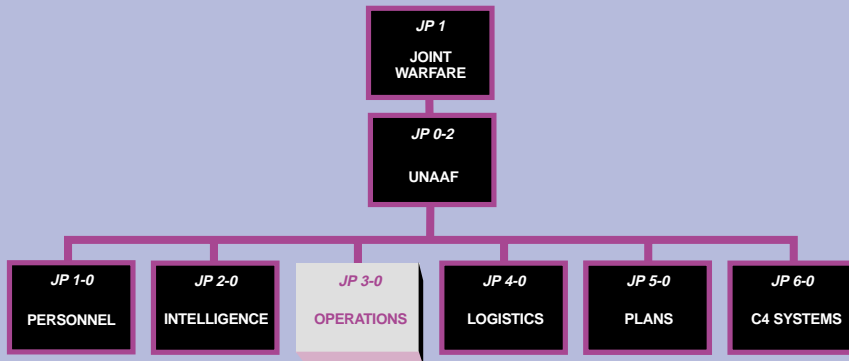 JP 1
JOINT
WARFARE
JP 0-2
UNAAF
JP 1-0
PERSONNEL
JP 2-0
INTELLIGENCE
JP 3-0
OPERATIONS
JP 4-0
LOGISTICS
JP 5-0
PLANS
JP 6-0
C4 SYSTEMS